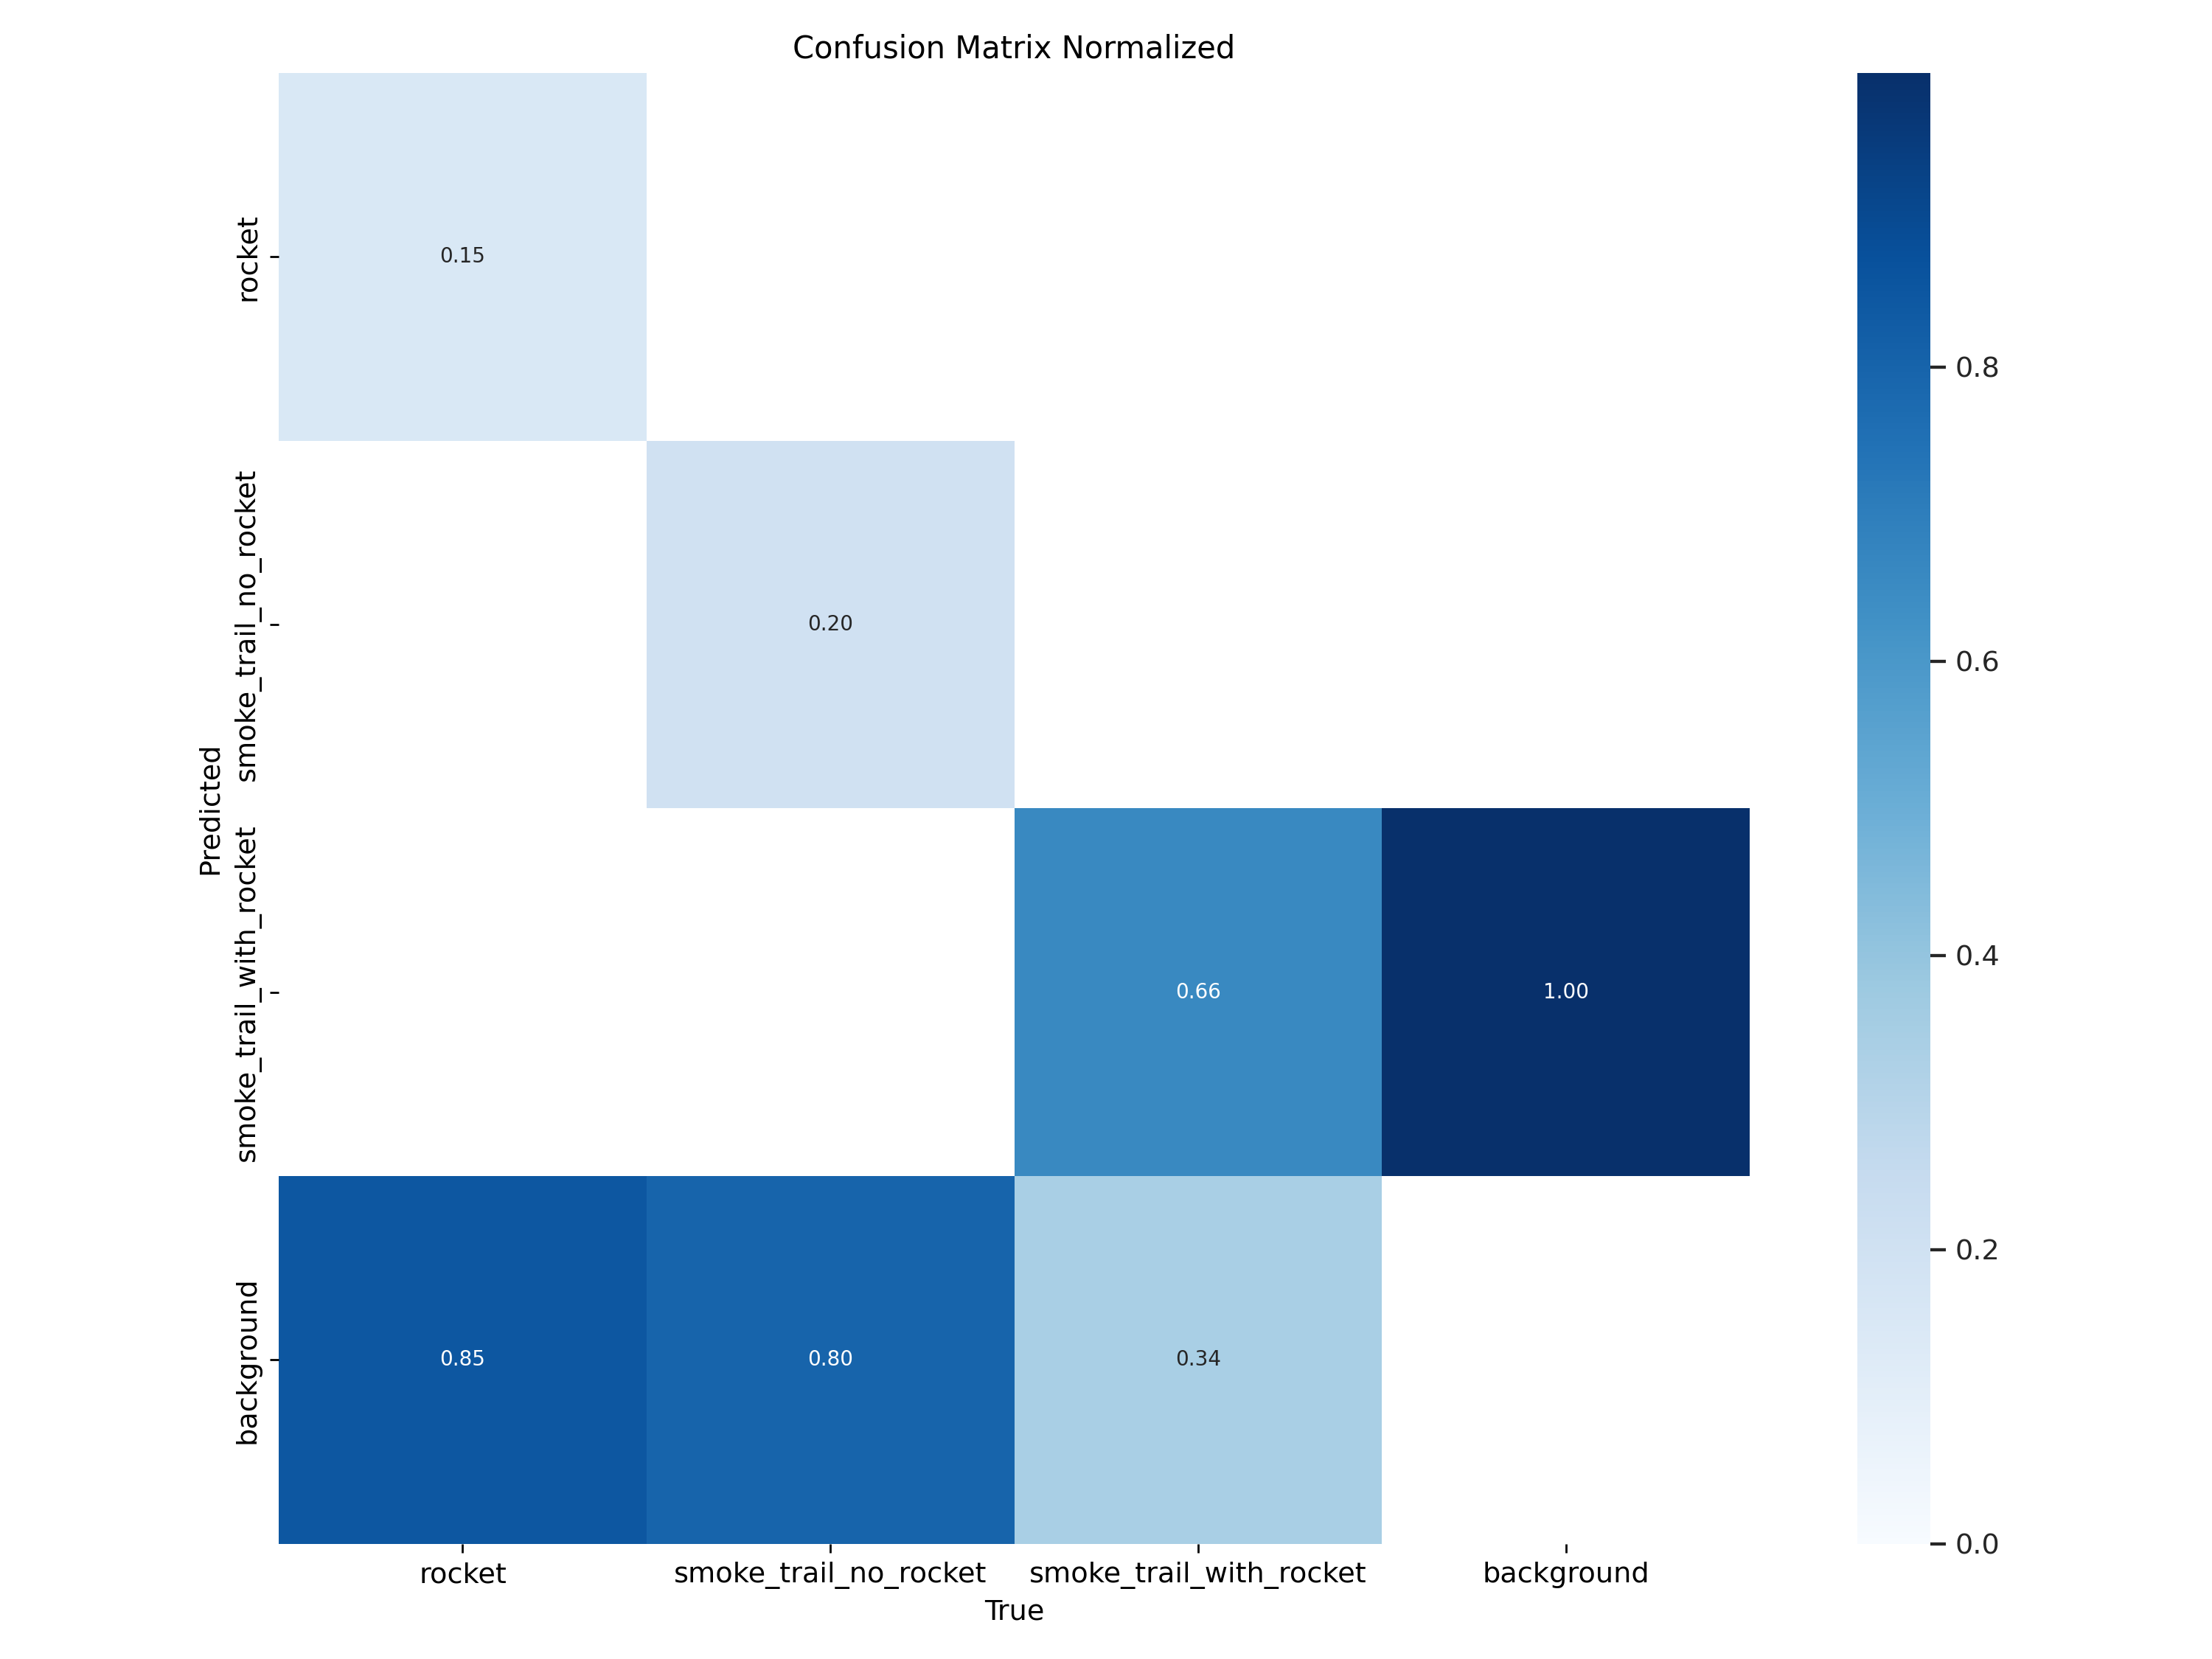 Confusion Matrix Normalized
rocket
0.15
smoke_trail_no_rocket
0.20
smoke_trail_with_rocket
0.66
1.00
background
0.85
0.80
0.34
Predicted
rocket
smoke_trail_no_rocket
smoke_trail_with_rocket
background
True
0.8
0.6
0.4
0.2
0.0